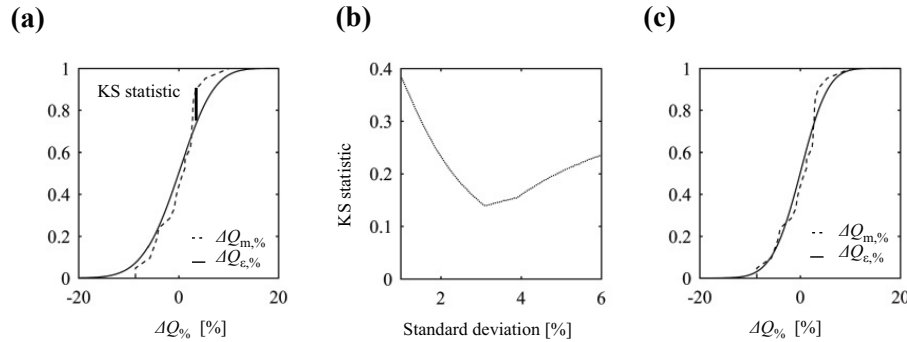 (a)
1
0.8
0.6
0.4
0.2
0
-20
0
20
KS statistic
ΔQm,%
ΔQε,%
ΔQ% [%]
(b)
0.4
0.3
0.2
0.1
0
2
4
6
KS statistic
Standard deviation [%]
(c)
1
0.8
0.6
0.4
0.2
0
-20
0
20
ΔQm,%
ΔQε,%
ΔQ% [%]